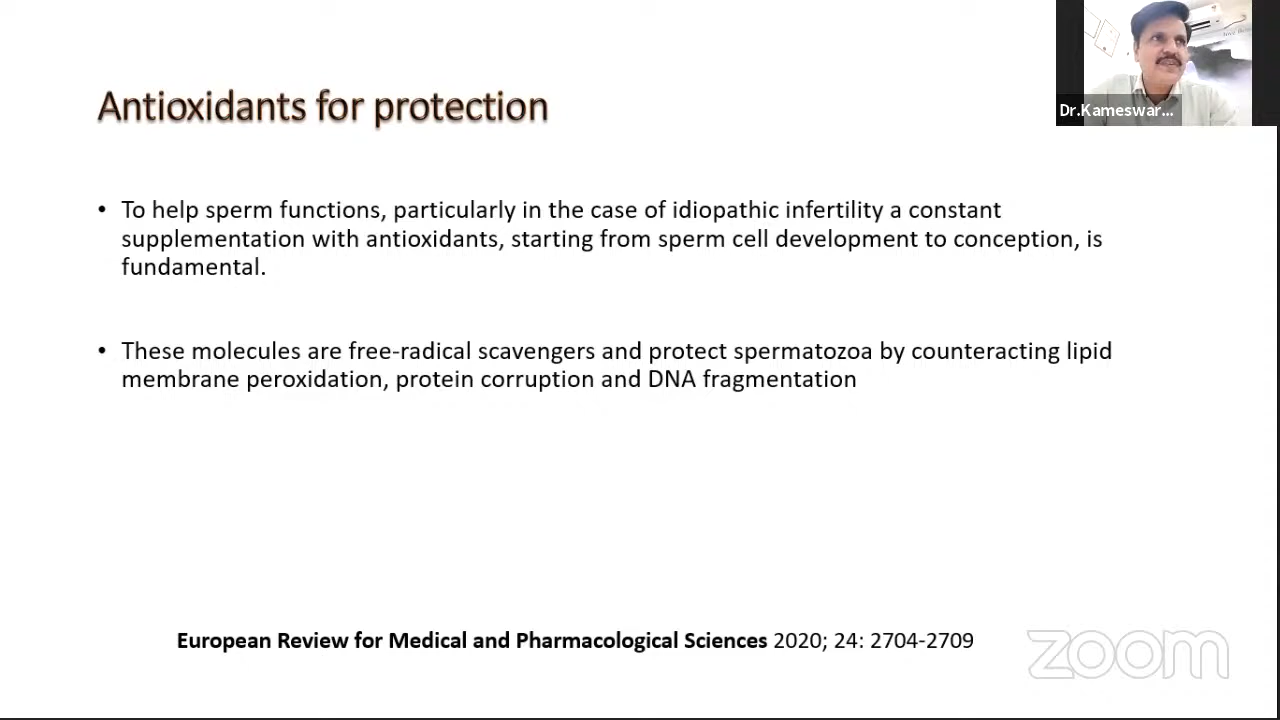 Antioxidants for protection
Dr.Kameswar...
• To help sperm functions, particularly in the case of idiopathic infertility a constant
supplementation with antioxidants, starting from sperm cell development to conception, is
fundamental.
• These molecules are free-radical scavengers and protect spermatozoa by counteracting lipid
membrane peroxidation, protein corruption and DNA fragmentation
European Review for Medical and Pharmacological Sciences 2020; 24: 2704-2709
zoom